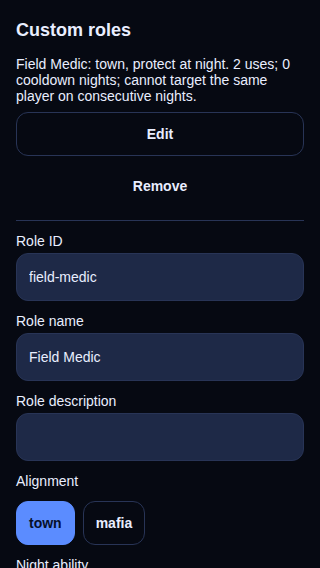 Custom roles
Field Medic: town, protect at night. 2 uses; 0
cooldown nights; cannot target the same
player on consecutive nights.
Edit
Remove
Role ID
field-medic
Role name
Field Medic
Role description
Alignment
town mafia
Night ability